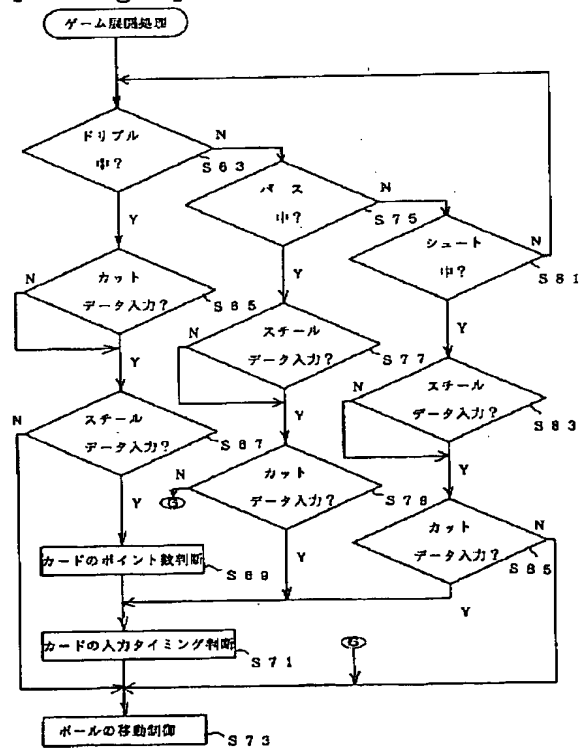 ゲーム展開処理
ドリブル
中?
N
S63
Y
パス
中?
N
S75
Y
シュート
中?
N
S81
Y
N
カット
データ入力?
S65
Y
N
スチール
データ入力?
S77
Y
N
スチール
データ入力?
S83
Y
N
スチール
データ入力?
S67
Y
N
カット
データ入力?
S79
Y
G
カット
データ入力?
N
S85
Y
カードのポイント数判断
S69
カードの入力タイミング判断
S71
G
ボールの移動制御
S73